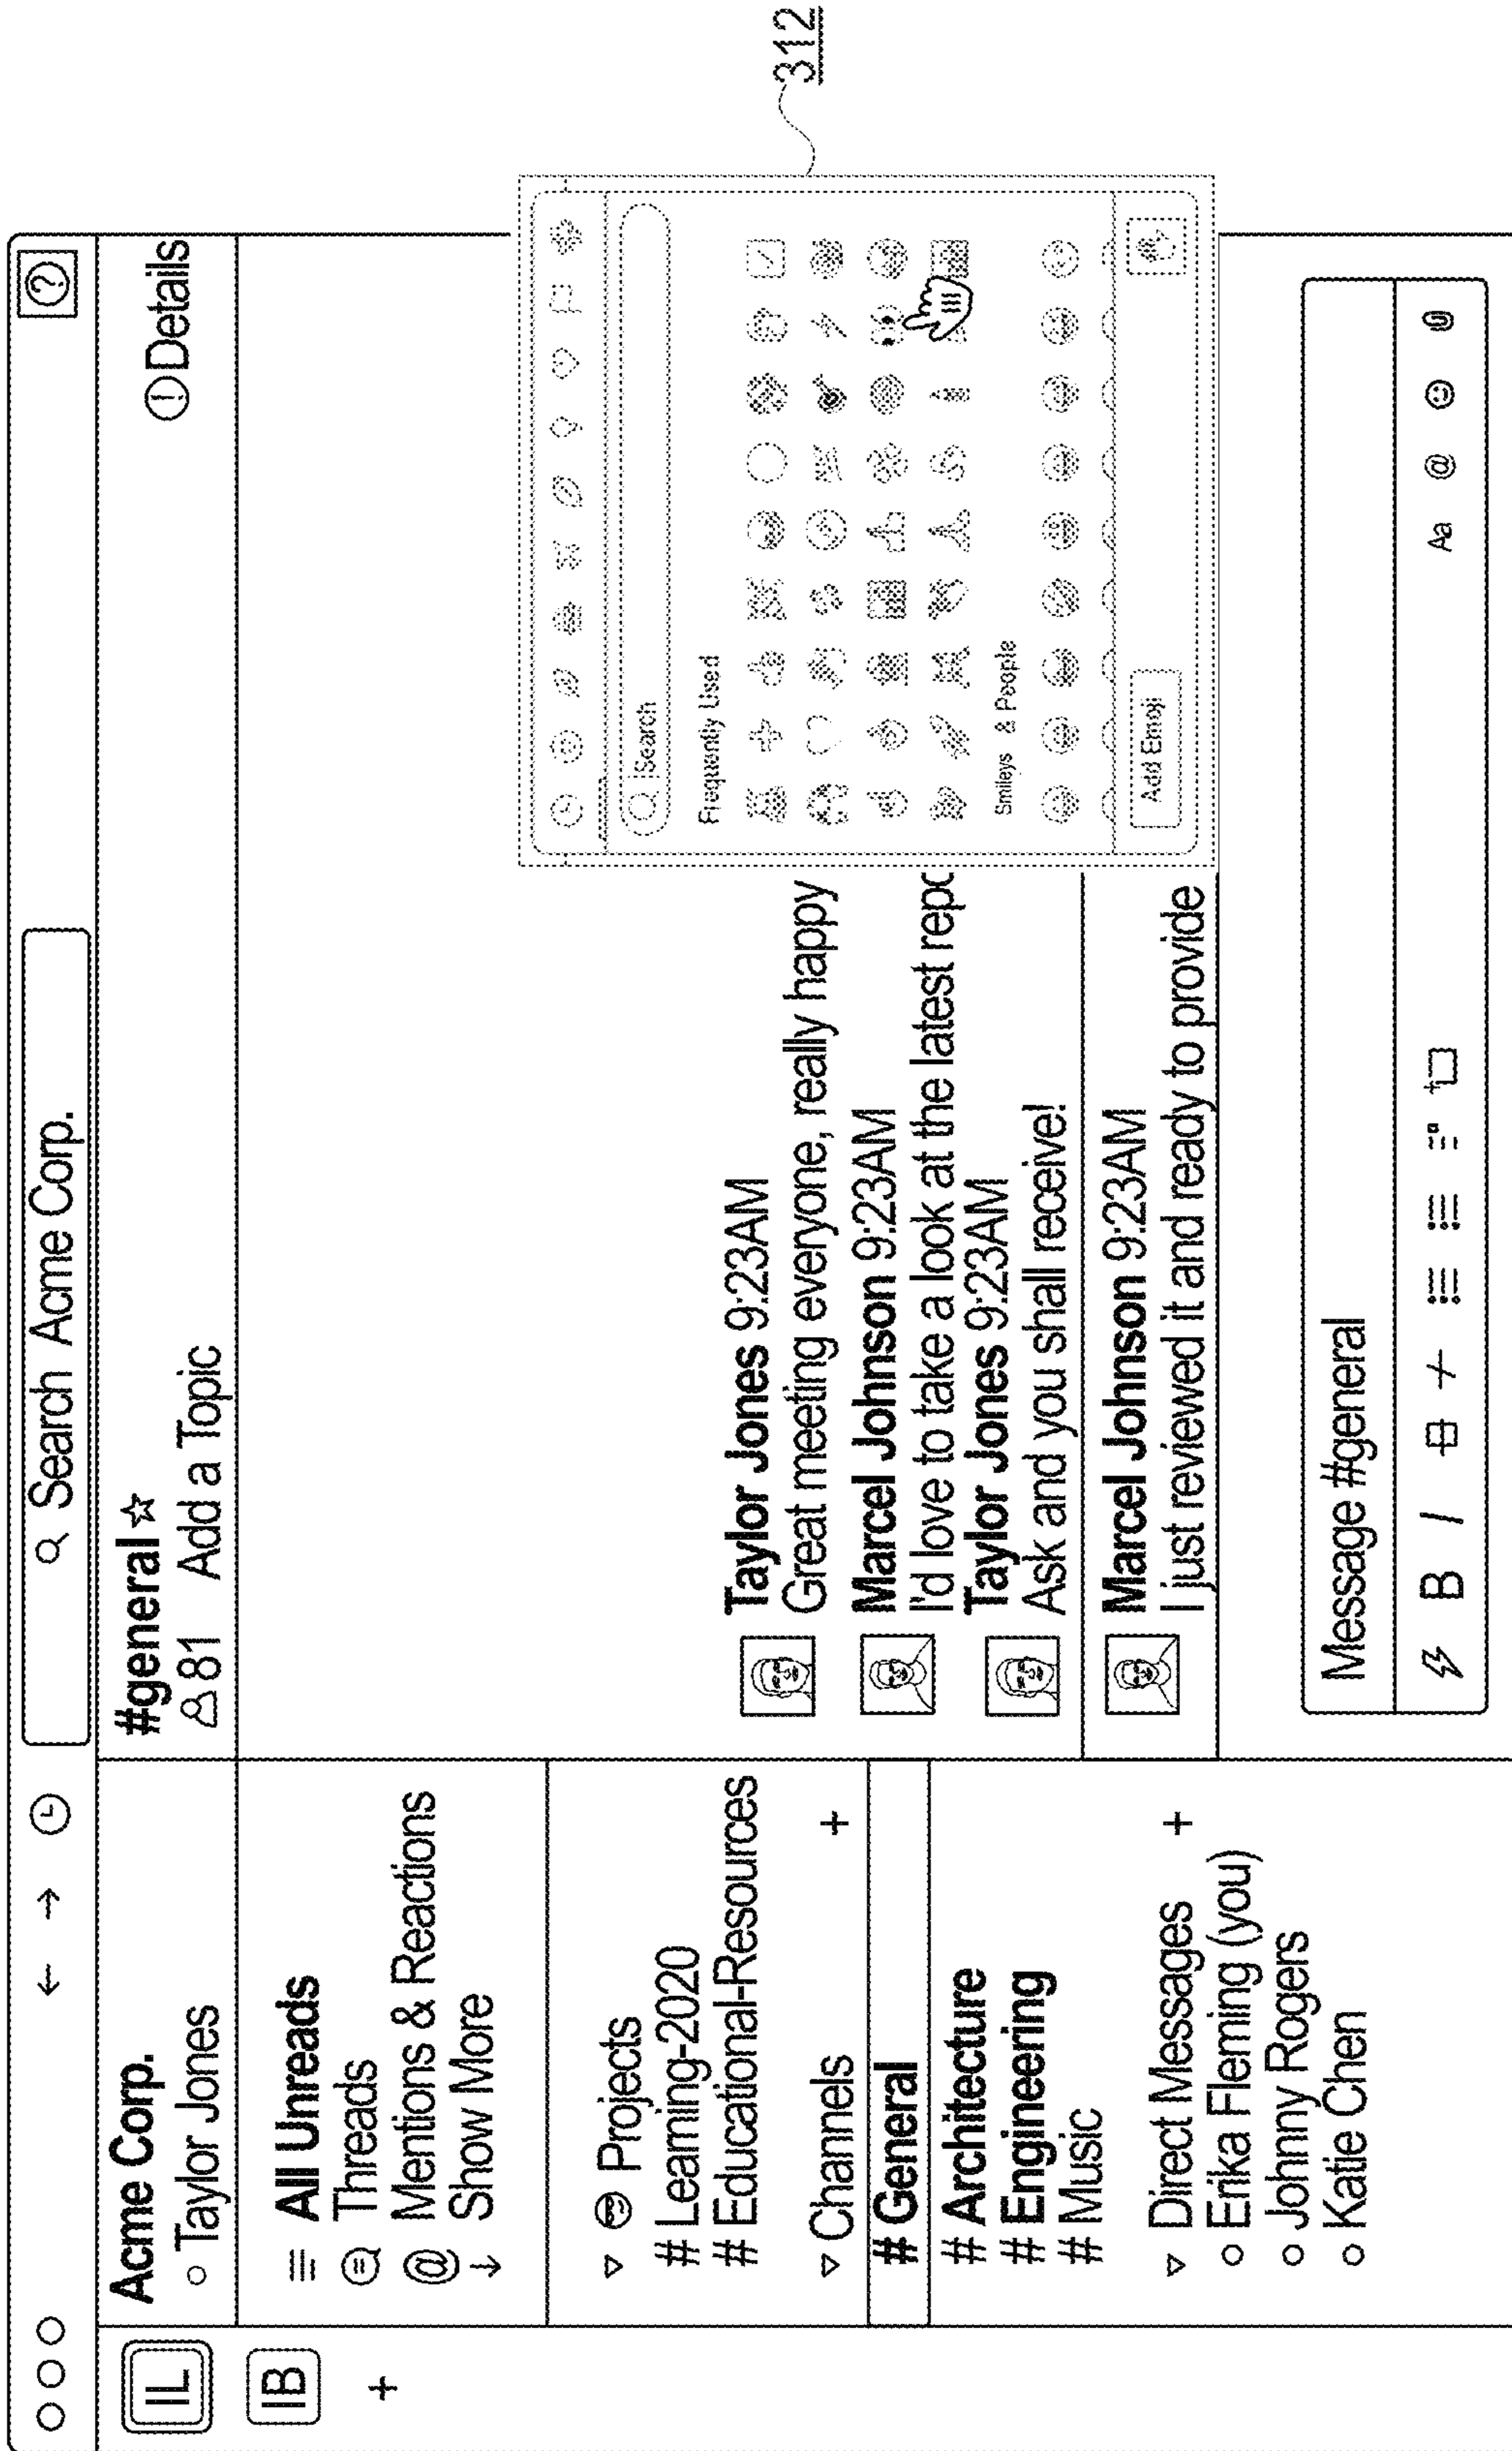 Search Acme Corp.
Acme Corp.
Taylor Jones
All Unreads
Threads
@ Mentions & Reactions
Show More
Projects
# Learning-2020
# Educational-Resources
Channels +
# General
# Architecture
# Engineering
# Music
Direct Messages +
Erika Fleming (you)
Johnny Rogers
Katie Chen
IL
IB
+
#general
81 Add a Topic
Details
Taylor Jones 9:23AM
Great meeting everyone, really happy
Marcel Johnson 9:23AM
I'd love to take a look at the latest repo
Taylor Jones 9:23AM
Ask and you shall receive!
Marcel Johnson 9:23AM
I just reviewed it and ready to provide
Search
Frequently Used
Smileys & People
Add Emoji
312
Message #general
B I
Aa @